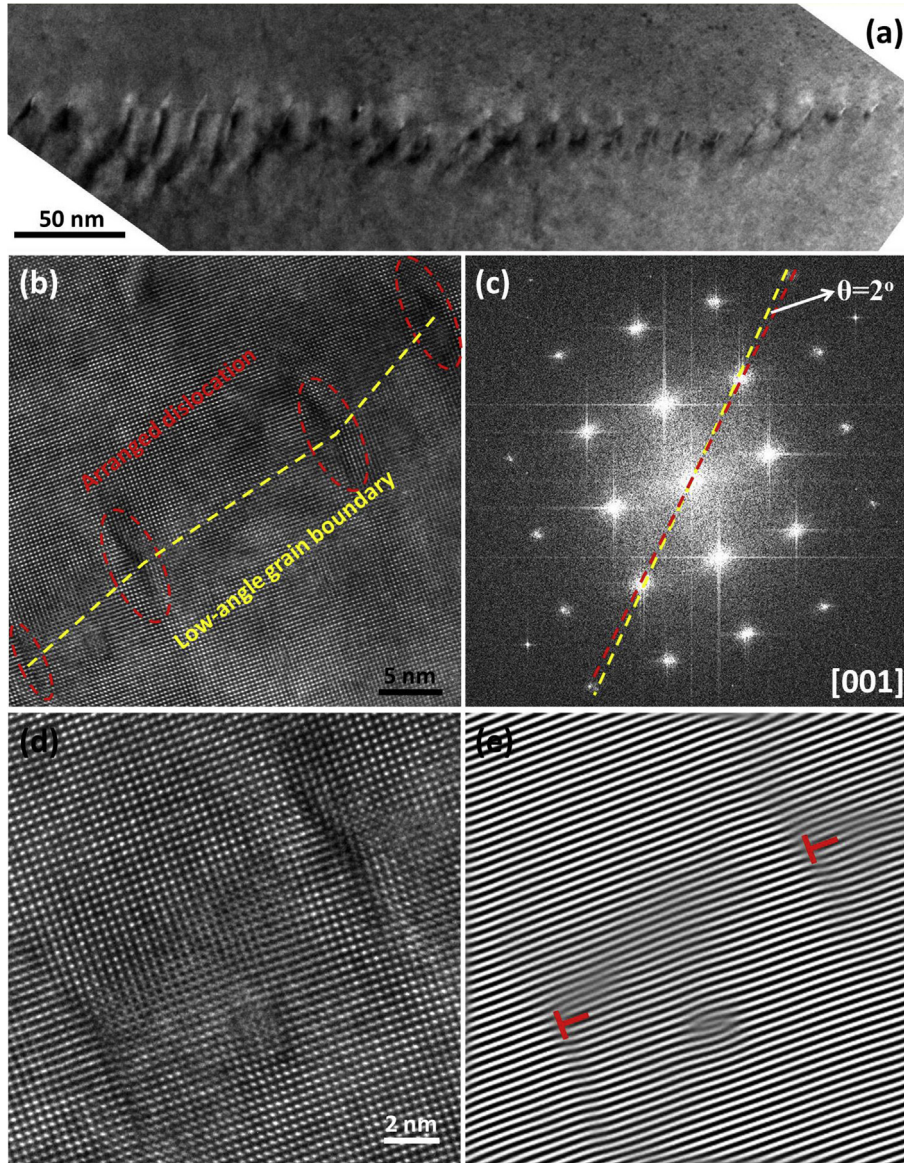 (a)
50 nm
(b)
Arranged dislocation
Low-angle grain boundary
5 nm
(c)
θ=2°
[001]
(d)
2 nm
(e)